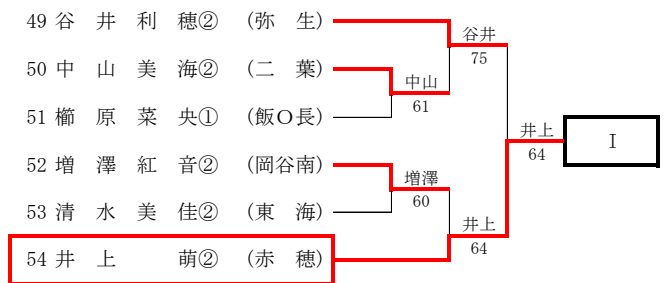 49 谷 井 利 穂② (弥 生)
谷井
75
50 中 山 美 海② (二 葉)
中山
61
51 櫛 原 菜 央① (飯O長)
井上
64
I
52 増 澤 紅 音② (岡谷南)
増澤
60
53 清 水 美 佳② (東 海)
井上
64
54 井 上 萌② (赤 穂)